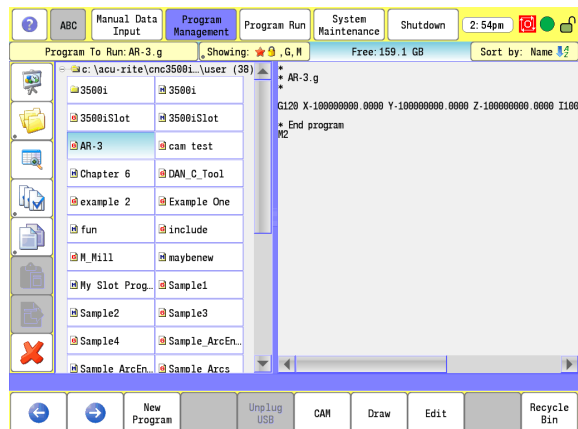 ?
ABC
Manual Data Input
Program Management
Program Run
System Maintenance
Shutdown
2:54pm
Program To Run: AR-3.g
Showing: , G, M
Free: 159.1 GB
Sort by: Name
c: \acu-rite\cnc3500i…\user (38)
3500i
3500i
3500iSlot
3500iSlot
AR-3
cam test
Chapter 6
DAN_C_Tool
example 2
Example One
fun
include
M_Mill
maybenew
My Slot Prog…
Sample1
Sample2
Sample3
Sample4
Sample_ArcEn…
Sample ArcEn…
Sample Arcs
*
* AR-3.g
*
G120 X-100000000.0000 Y-100000000.0000 Z-100000000.0000 I100
* End program
M2
New Program
Unplug USB
CAM
Draw
Edit
Recycle Bin